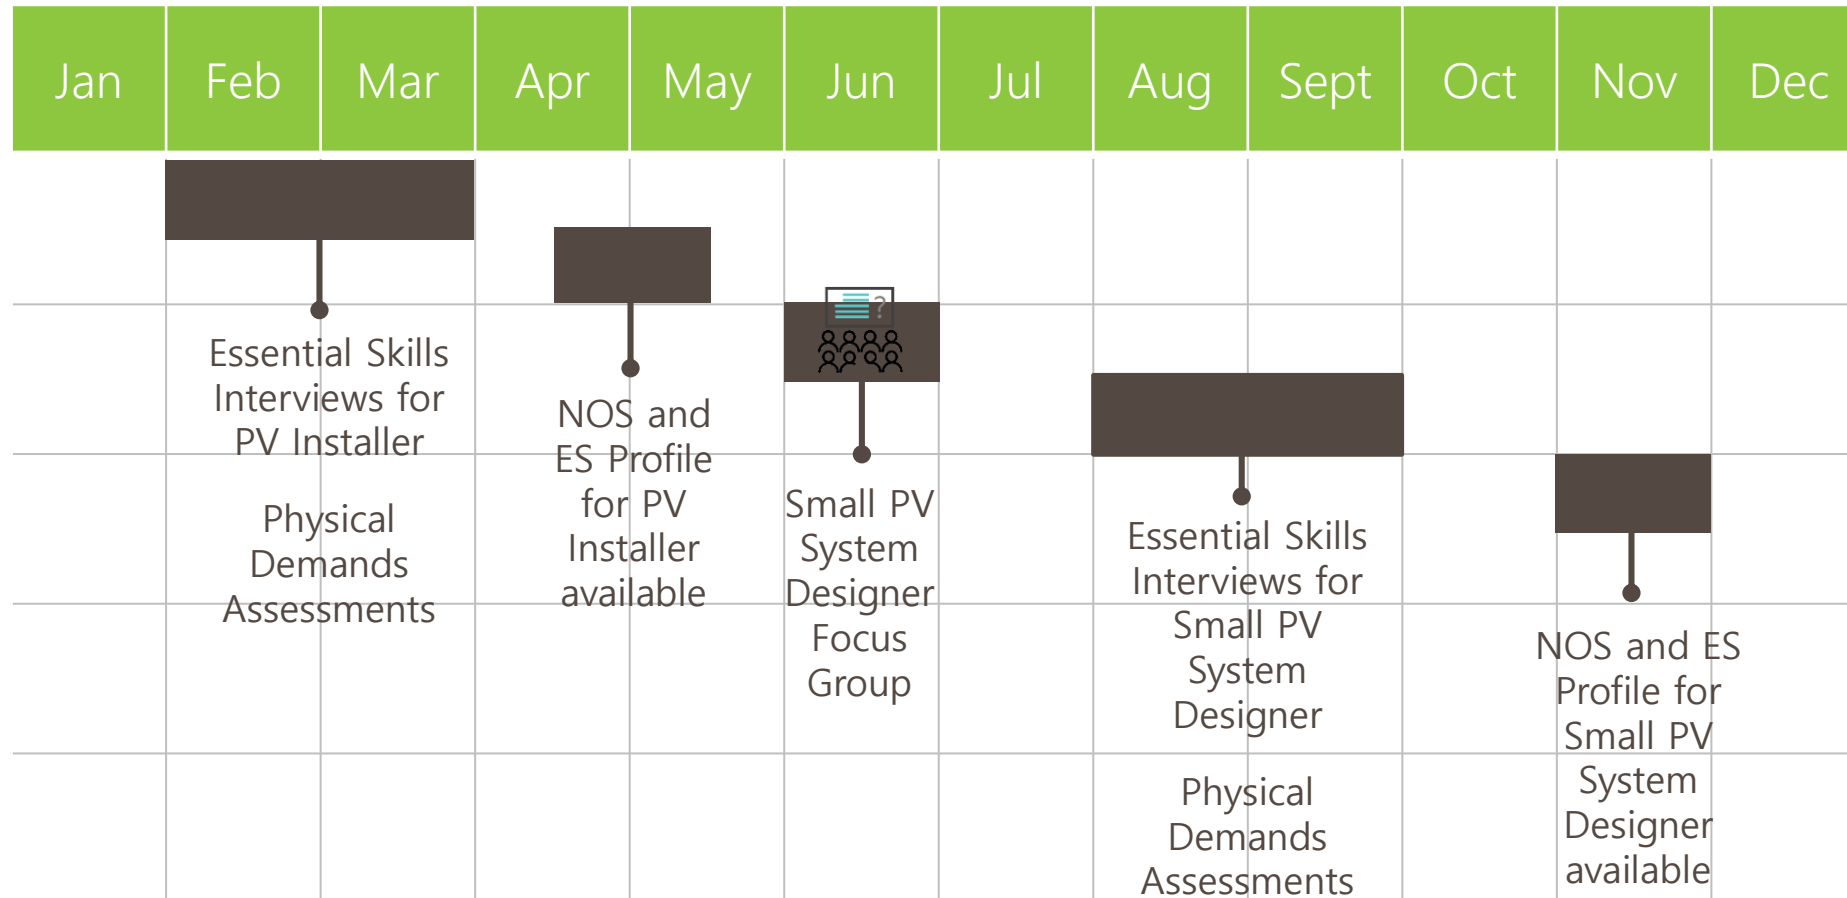 Jan Feb Mar Apr May Jun Jul Aug Sept Oct Nov Dec
Essential Skills
Interviews for
PV Installer
Physical
Demands
Assessments
NOS and
ES Profile
for PV
Installer
available
?
Small PV
System
Designer
Focus
Group
Essential Skills
Interviews for
Small PV
System
Designer
Physical
Demands
Assessments
NOS and ES
Profile for
Small PV
System
Designer
available